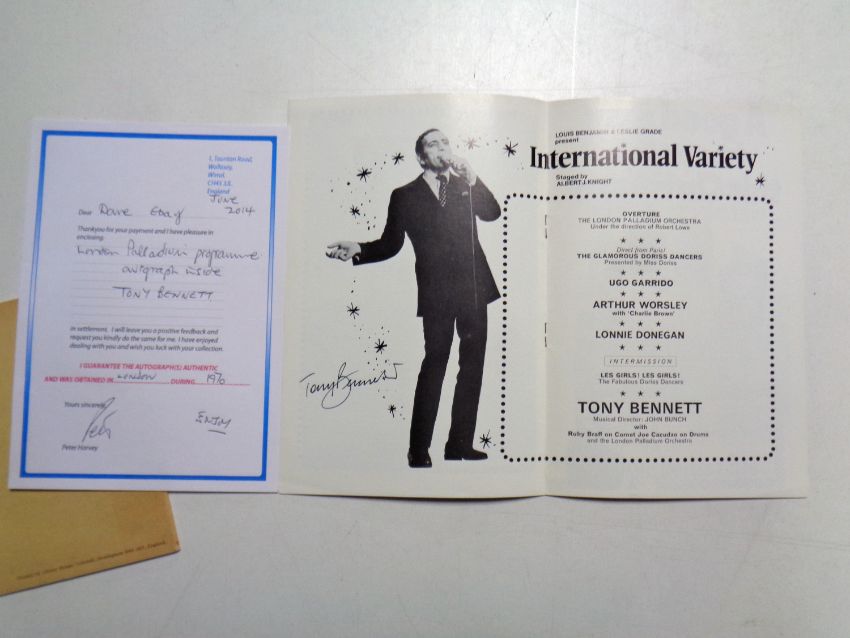 1, Taunton Road,
Wallasey,
Wirral,
CH45
England
June
2014
Dear Dave Ebay
Thankyou for your payment and I have pleasure in
enclosing:
London Palladium programme
autograph inside
TONY BENNETT
in settlement. I will leave you a positive feedback and
request you kindly do the same for me. I have enjoyed
dealing with you and wish you luck with your collection.
I GUARANTEE THE AUTOGRAPH(S) AUTHENTIC
AND WAS OBTAINED IN LONDON DURING 1970
Yours sincerely
Pete
ENJOY
Peter Harvey
Tony Bennett
LOUIS BENJAMIN & LESLIE GRADE
present
International Variety
Staged by
ALBERT J. KNIGHT
OVERTURE
THE LONDON PALLADIUM ORCHESTRA
Under the direction of Robert Lowe
Direct from Paris!
THE GLAMOROUS DORISS DANCERS
Presented by Miss Doriss
UGO GARRIDO
ARTHUR WORSLEY
with 'Charlie Brown'
LONNIE DONEGAN
INTERMISSION
LES GIRLS! LES GIRLS!
The Fabulous Doriss Dancers
TONY BENNETT
Musical Director: JOHN BUNCH
with
Ruby Braff on Cornet Joe Cocuzzo on Drums
and the London Palladium Orchestra